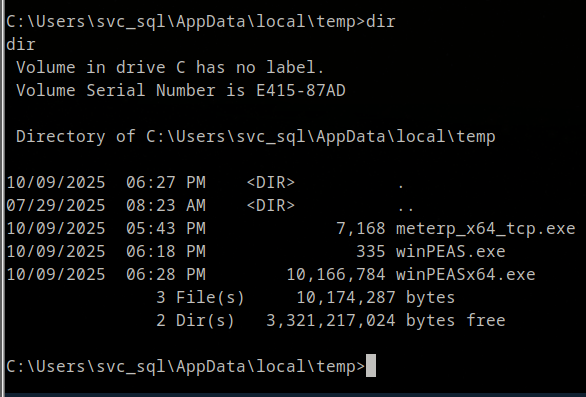 C:\Users\svc_sql\AppData\local\temp>dir
dir
 Volume in drive C has no label.
 Volume Serial Number is E415-87AD

 Directory of C:\Users\svc_sql\AppData\local\temp

10/09/2025  06:27 PM    <DIR>          .
07/29/2025  08:23 AM    <DIR>          ..
10/09/2025  05:43 PM             7,168 meterp_x64_tcp.exe
10/09/2025  06:18 PM               335 winPEAS.exe
10/09/2025  06:28 PM        10,166,784 winPEASx64.exe
               3 File(s)     10,174,287 bytes
               2 Dir(s)   3,321,217,024 bytes free

C:\Users\svc_sql\AppData\local\temp>